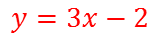 y = 3x − 2